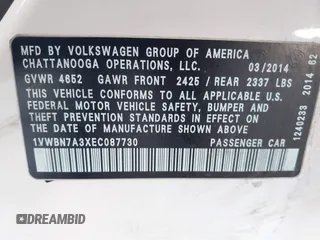 MFD BY VOLKSWAGEN GROUP OF AMERICA
CHATTANOOGA OPERATIONS, LLC. 03/2014
GVWR 4652 GAWR FRONT 2425 / REAR 2337 LBS
THIS VEHICLE CONFORMS TO ALL APPLICABLE U.S.
FEDERAL MOTOR VEHICLE SAFETY, BUMPER AND
THEFT PREVENTION STANDARDS IN EFFECT ON THE
DATE OF MANUFACTURE SHOWN ABOVE.
1VWBN7A3XEC087730 PASSENGER CAR
1240233 2014 82
AUTOBIDMASTER